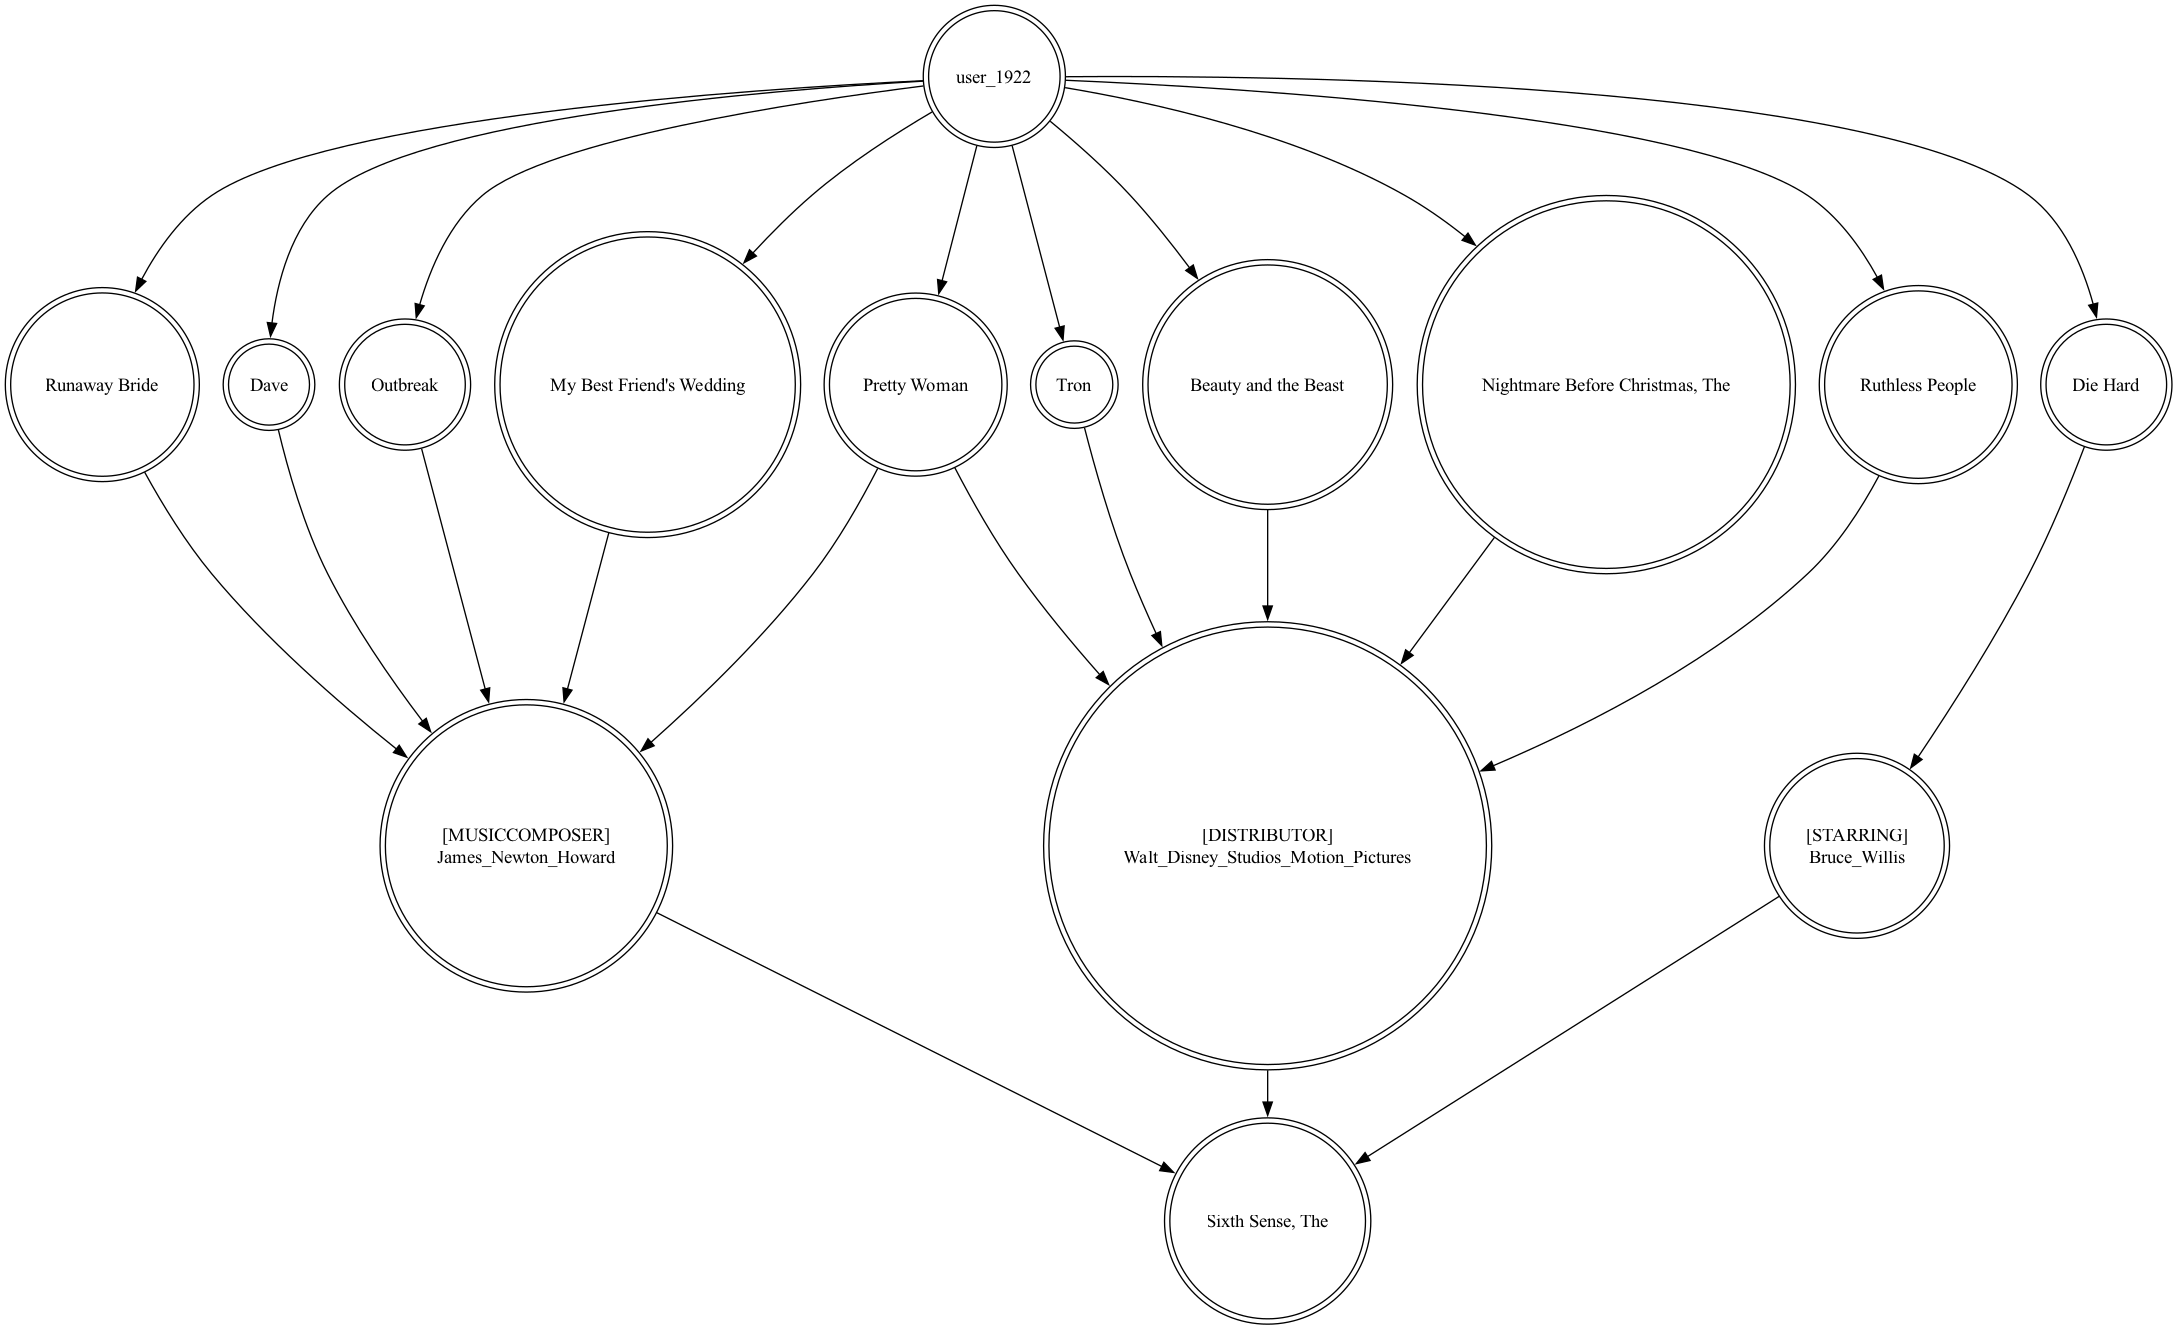 user_1922
Runaway Bride
Dave
Outbreak
My Best Friend's Wedding
Pretty Woman
Tron
Beauty and the Beast
Nightmare Before Christmas, The
Ruthless People
Die Hard
[MUSICCOMPOSER]
James_Newton_Howard
[DISTRIBUTOR]
Walt_Disney_Studios_Motion_Pictures
[STARRING]
Bruce_Willis
Sixth Sense, The